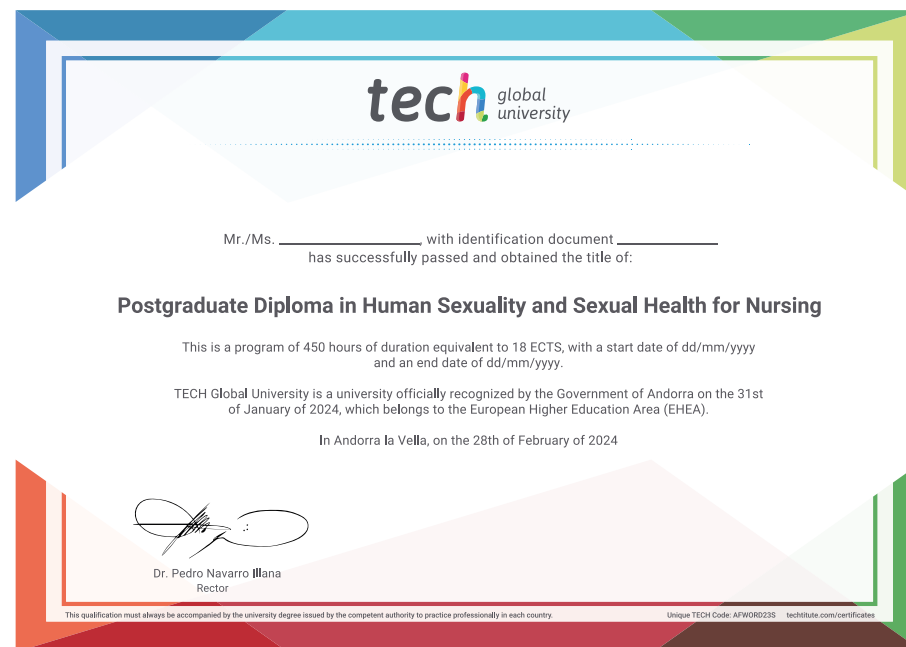 tech global
university
Mr./Ms. ____________, with identification document ____________
has successfully passed and obtained the title of:
Postgraduate Diploma in Human Sexuality and Sexual Health for Nursing
This is a program of 450 hours of duration equivalent to 18 ECTS, with a start date of dd/mm/yyyy
and an end date of dd/mm/yyyy.
TECH Global University is a university officially recognized by the Government of Andorra on the 31st
of January of 2024, which belongs to the European Higher Education Area (EHEA).
In Andorra la Vella, on the 28th of February of 2024
Dr. Pedro Navarro Illana
Rector
This qualification must always be accompanied by the university degree issued by the competent authority to practice professionally in each country. Unique TECH Code: AFWORD23S techtitute.com/certificates